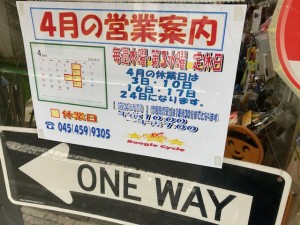 4月の営業案内
毎週水曜・第3火曜 定休日
4月の休業日は
3日・10日
16日・17日
24日になります。
休業日
☎ 045(459)9305
Google Cycle
ONE WAY